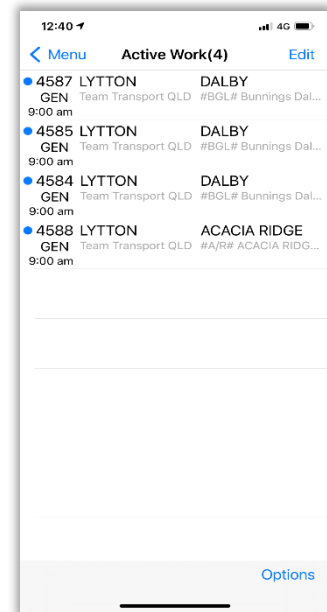 12:40 4G
Menu Active Work(4) Edit
4587 LYTTON DALBY
GEN Team Transport QLD #BGL# Bunnings Dal...
9:00 am
4585 LYTTON DALBY
GEN Team Transport QLD #BGL# Bunnings Dal...
9:00 am
4584 LYTTON DALBY
GEN Team Transport QLD #BGL# Bunnings Dal...
9:00 am
4588 LYTTON ACACIA RIDGE
GEN Team Transport QLD #A/R# ACACIA RIDG...
9:00 am
Options